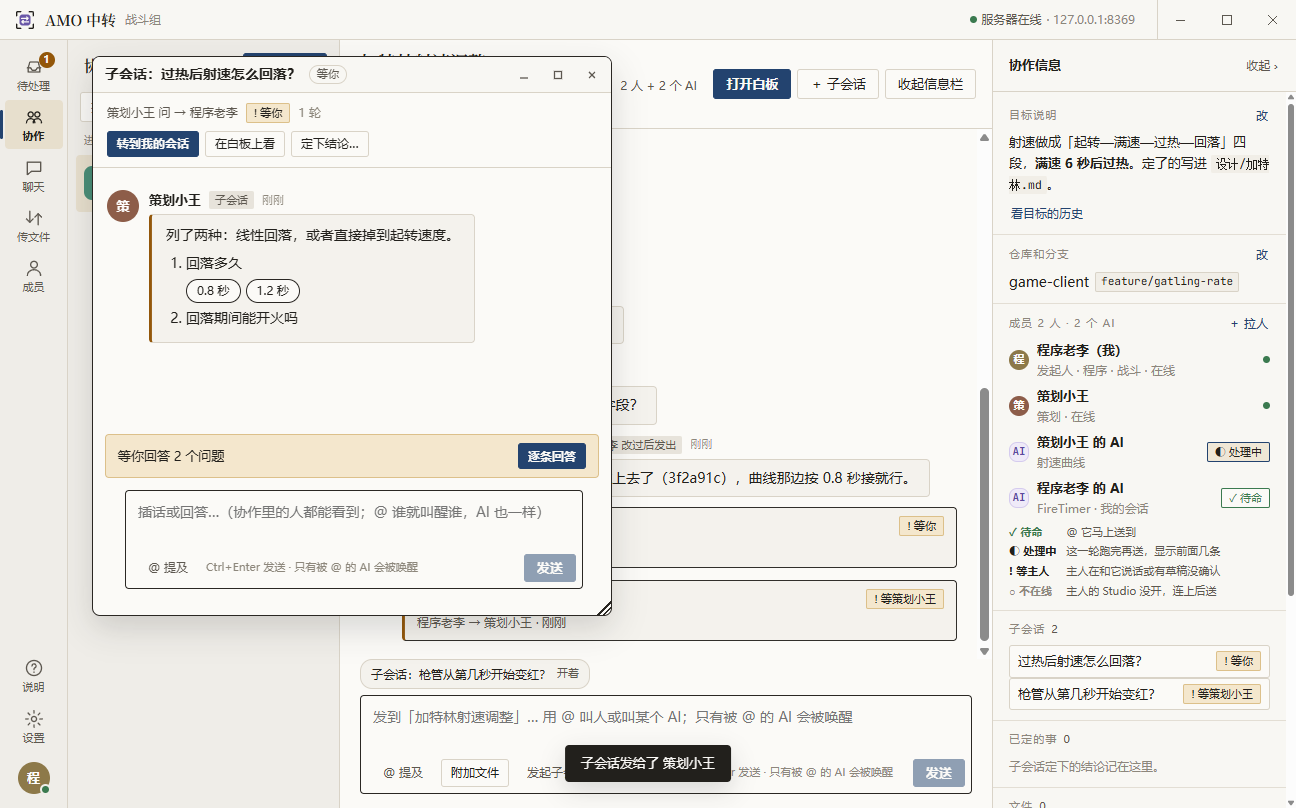 AMO 中转 战斗组
服务器在线 · 127.0.0.1:8369
1
待处理
协作
聊天
传文件
成员
说明
设置
程
子会话：过热后射速怎么回落？ 等你
策划小王 问 → 程序老李 ! 等你 1 轮
转到我的会话 在白板上看 定下结论...
策
策划小王 子会话 刚刚
列了两种：线性回落，或者直接掉到起转速度。
1. 回落多久
0.8 秒 1.2 秒
2. 回落期间能开火吗
等你回答 2 个问题 逐条回答
插话或回答...（协作里的人都能看到；@ 谁就叫醒谁，AI 也一样）
@ 提及 Ctrl+Enter 发送 · 只有被 @ 的 AI 会被唤醒 发送
2 人 + 2 个 AI 打开白板 + 子会话 收起信息栏
字段？
改过后发出 刚刚
上去了（3f2a91c），曲线那边按 0.8 秒接就行。
! 等你
! 等策划小王
程序老李 → 策划小王 · 刚刚
子会话：枪管从第几秒开始变红？ 开着
发到「加特林射速调整」... 用 @ 叫人或叫某个 AI；只有被 @ 的 AI 会被唤醒
@ 提及 附加文件 发起子 r 发送 · 只有被 @ 的 AI 会被唤醒 发送
子会话发给了 策划小王
协作信息 收起 ›
目标说明 改
射速做成「起转—满速—过热—回落」四
段，满速 6 秒后过热。定了的写进 设计/加特
林.md 。
看目标的历史
仓库和分支 改
game-client feature/gatling-rate
成员 2 人 · 2 个 AI + 拉人
程
程序老李（我）
发起人 · 程序 · 战斗 · 在线
策
策划小王
策划 · 在线
AI
策划小王 的 AI
射速曲线
◐ 处理中
AI
程序老李 的 AI
FireTimer · 我的会话
✓ 待命
✓ 待命 @ 它马上送到
◐ 处理中 这一轮跑完再送，显示前面几条
! 等主人 主人在和它说话或有草稿没确认
○ 不在线 主人的 Studio 没开，连上后送
子会话 2
过热后射速怎么回落？ ! 等你
枪管从第几秒开始变红？ ! 等策划小王
已定的事 0
子会话定下的结论记在这里。
文件 0